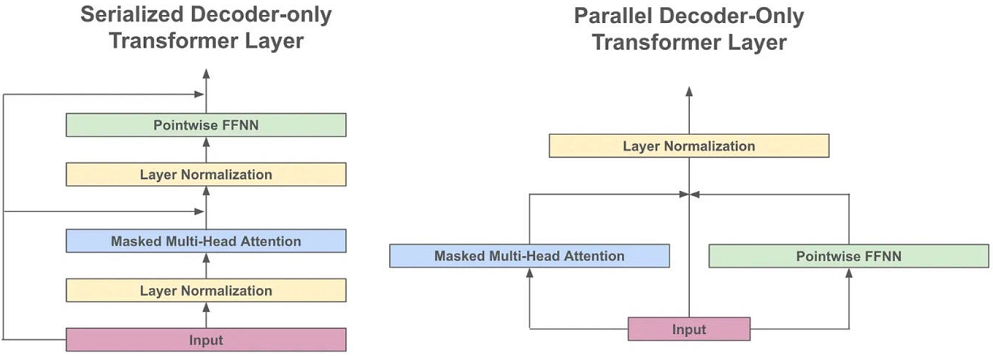 Serialized Decoder-only
Transformer Layer
Pointwise FFNN
Layer Normalization
Masked Multi-Head Attention
Layer Normalization
Input
Parallel Decoder-Only
Transformer Layer
Layer Normalization
Masked Multi-Head Attention
Pointwise FFNN
Input